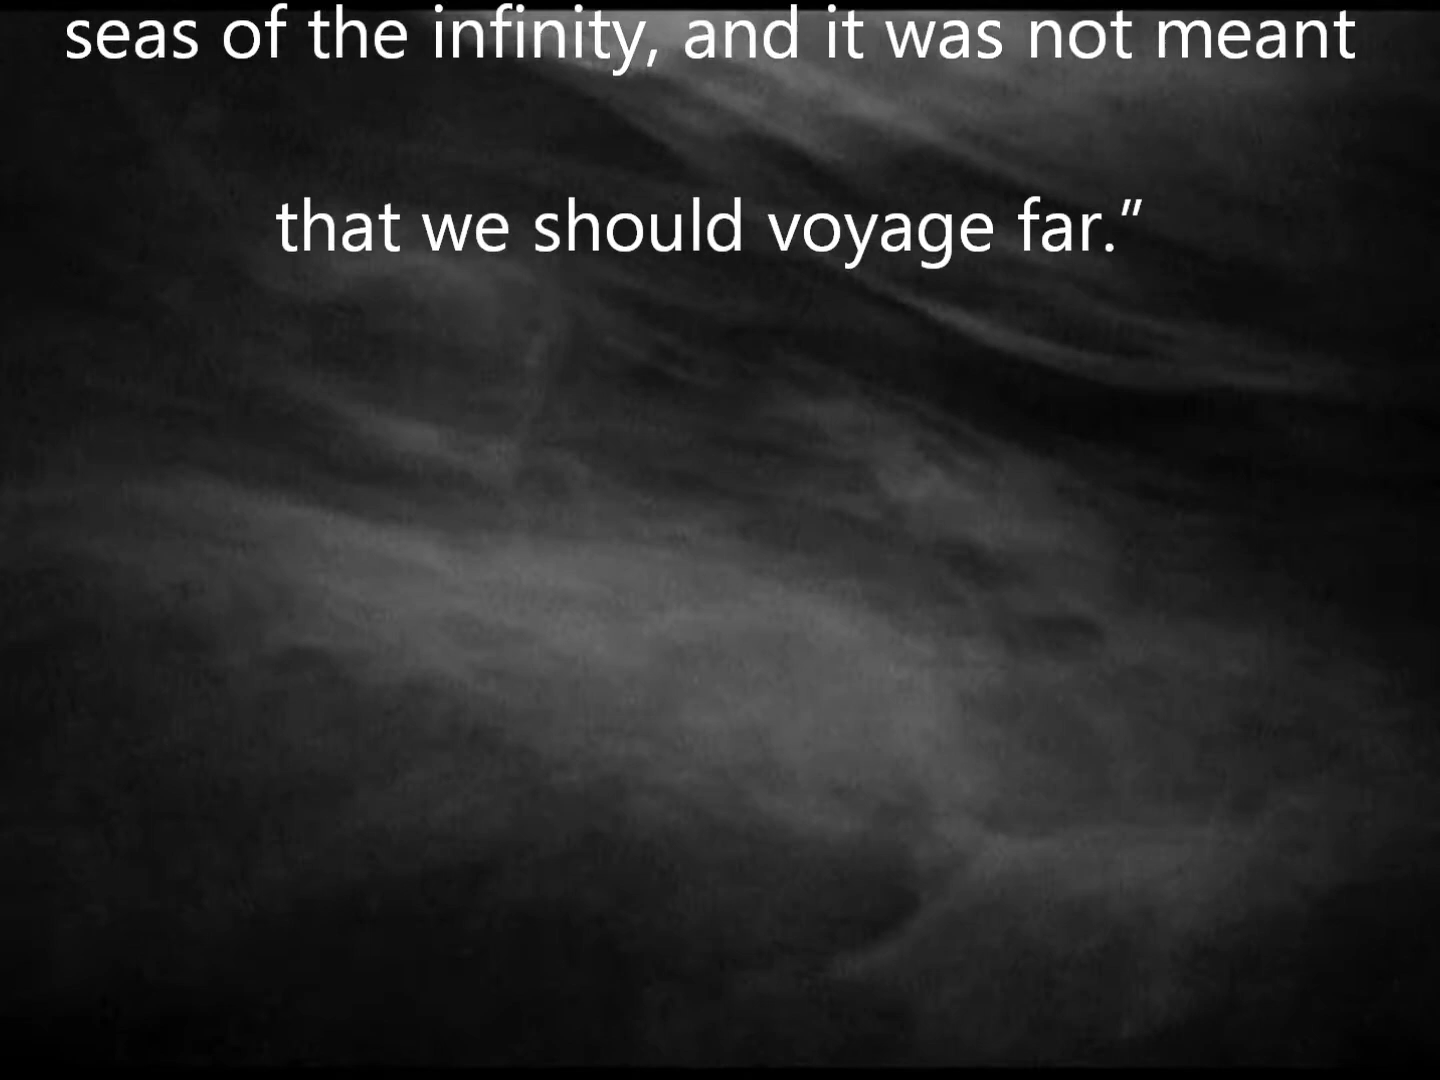 seas of the infinity, and it was not meant
that we should voyage far.”